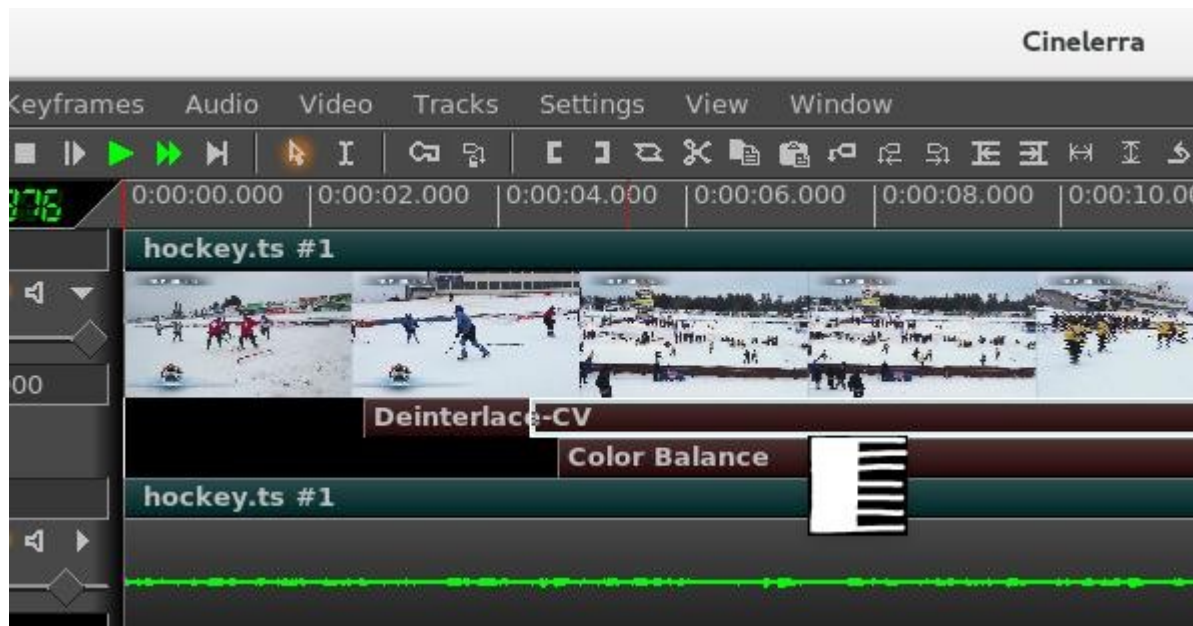 Cinelerra
Keyframes Audio Video Tracks Settings View Window
0:00:00.000 0:00:02.000 0:00:04.000 0:00:06.000 0:00:08.000
hockey.ts #1
00
Deinterlace-CV
Color Balance
hockey.ts #1